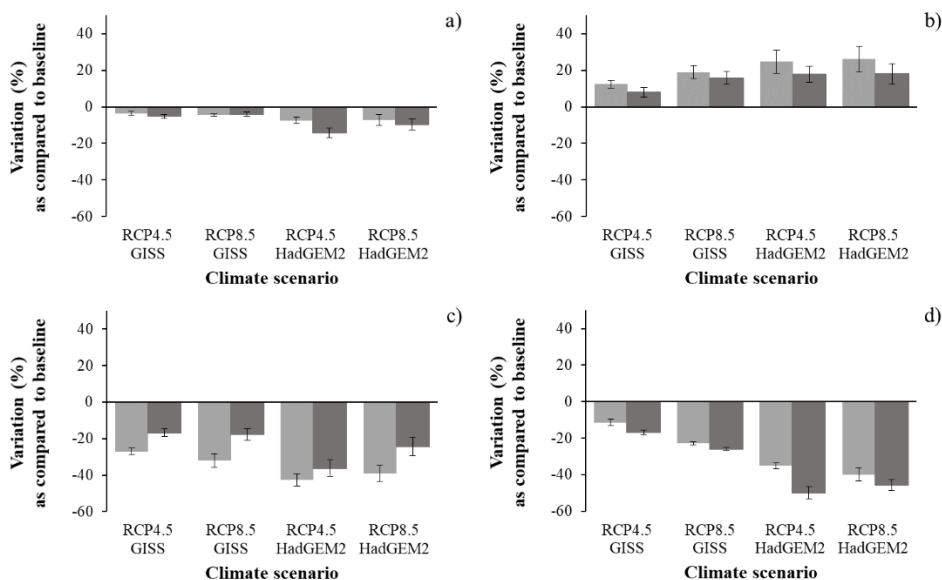 a)
Variation (%)
as compared to baseline
40
20
0
-20
-40
-60
RCP4.5 RCP8.5 RCP4.5 RCP8.5
GISS GISS HadGEM2 HadGEM2
Climate scenario
b)
Variation (%)
as compared to baseline
40
20
0
-20
-40
-60
RCP4.5 RCP8.5 RCP4.5 RCP8.5
GISS GISS HadGEM2 HadGEM2
Climate scenario
c)
Variation (%)
as compared to baseline
40
20
0
-20
-40
-60
RCP4.5 RCP8.5 RCP4.5 RCP8.5
GISS GISS HadGEM2 HadGEM2
Climate scenario
d)
Variation (%)
as compared to baseline
40
20
0
-20
-40
-60
RCP4.5 RCP8.5 RCP4.5 RCP8.5
GISS GISS HadGEM2 HadGEM2
Climate scenario